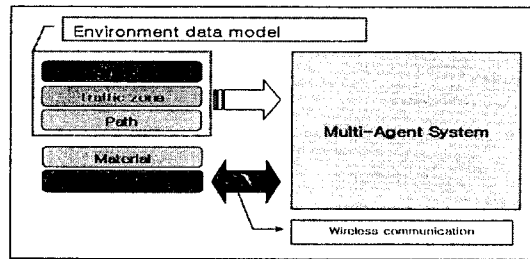 Environment data model
Traffic zone
Path
Multi-Agent System
Material
Wireless communication